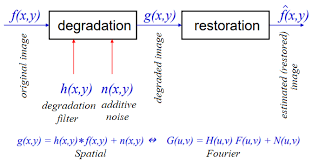 f(x,y)
degradation
g(x,y)
restoration
f̂(x,y)
original image
degraded image
estimated (restored) image
h(x,y)
n(x,y)
degradation filter
additive noise
g(x,y) = h(x,y)*f(x,y) + n(x,y) ⇔ G(u,v) = H(u,v) F(u,v) + N(u,v)
Spatial
Fourier